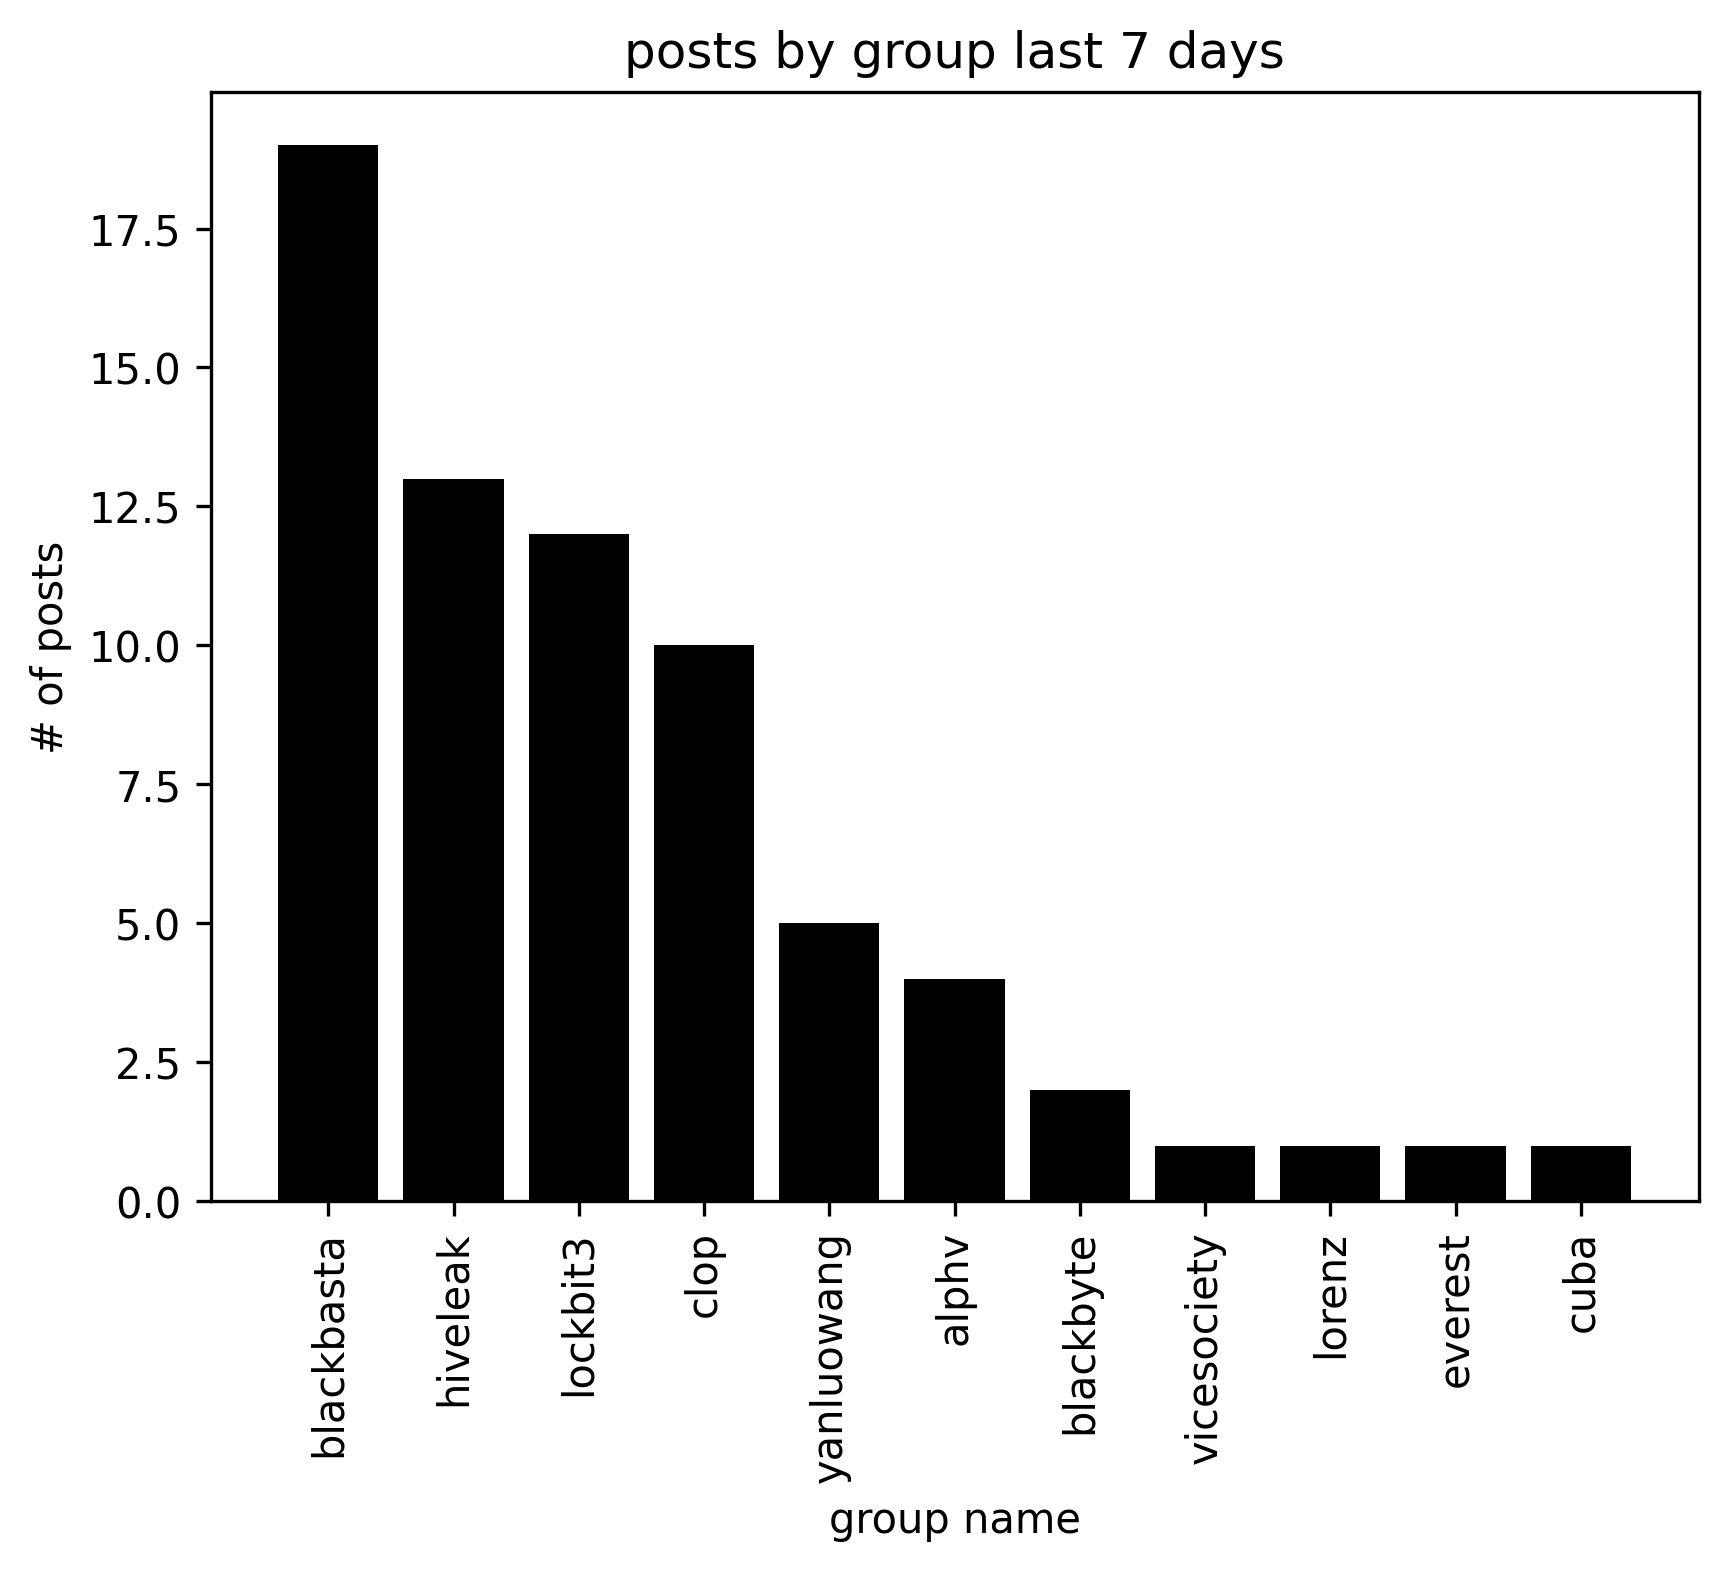 posts by group last 7 days
# of posts
17.5
15.0
12.5
10.0
7.5
5.0
2.5
0.0
blackbasta
hiveleak
lockbit3
clop
yanluowang
alphv
blackbyte
vicesociety
lorenz
everest
cuba
group name